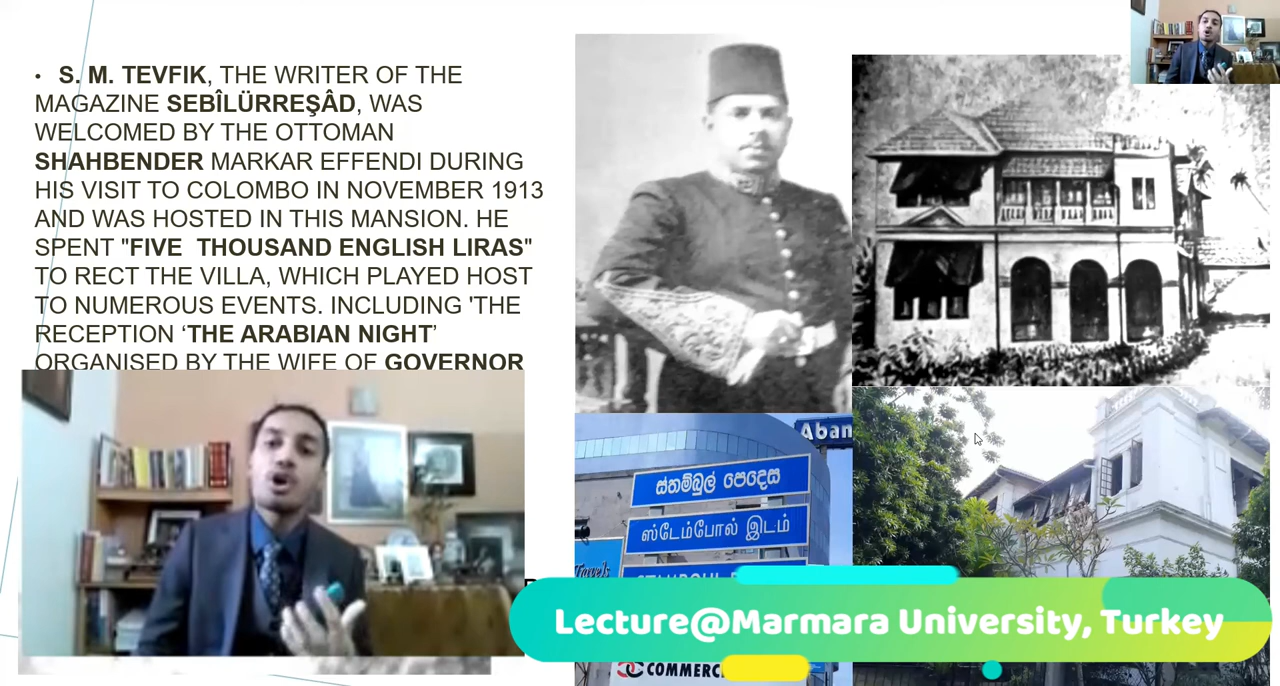 • S. M. TEVFIK, THE WRITER OF THE
MAGAZINE SEBÎLÜRREŞÂD, WAS
WELCOMED BY THE OTTOMAN
SHAHBENDER MARKAR EFFENDI DURING
HIS VISIT TO COLOMBO IN NOVEMBER 1913
AND WAS HOSTED IN THIS MANSION. HE
SPENT "FIVE THOUSAND ENGLISH LIRAS"
TO RECT THE VILLA, WHICH PLAYED HOST
TO NUMEROUS EVENTS. INCLUDING 'THE
RECEPTION ‘THE ARABIAN NIGHT’
ORGANISED BY THE WIFE OF GOVERNOR
Aban
ස්තම්බුල් පෙදෙස
ஸ்டேம்போல் இடம்
Travels
COMMERC
Lecture@Marmara University, Turkey